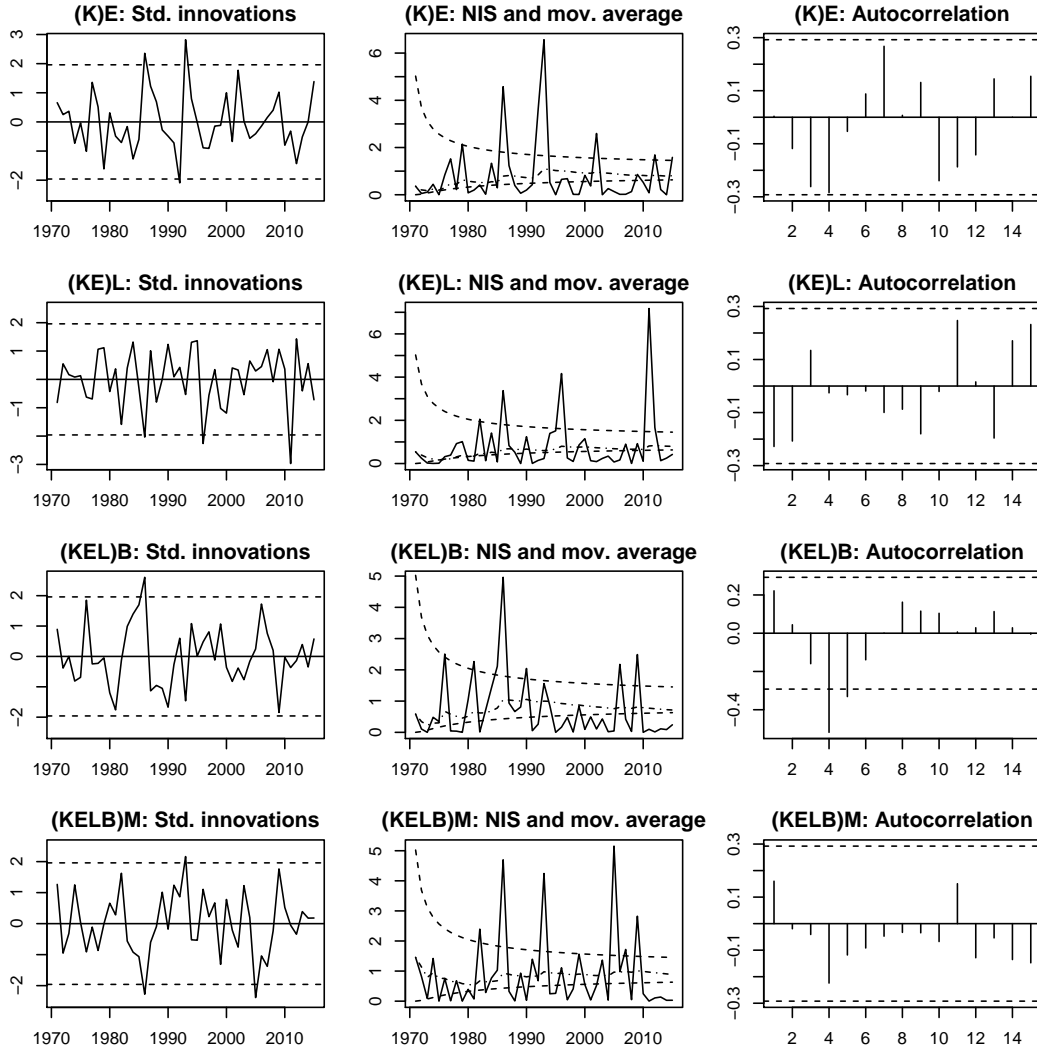 (K)E: Std. innovations
(K)E: NIS and mov. average
(K)E: Autocorrelation
3
2
1
0
−2
1970 1980 1990 2000 2010
6
4
2
0
1970 1980 1990 2000 2010
0.3
0.1
−0.1
−0.3
2 4 6 8 10 12 14
(KE)L: Std. innovations
(KE)L: NIS and mov. average
(KE)L: Autocorrelation
2
1
0
−1
−3
1970 1980 1990 2000 2010
6
4
2
0
1970 1980 1990 2000 2010
0.3
0.1
−0.1
−0.3
2 4 6 8 10 12 14
(KEL)B: Std. innovations
(KEL)B: NIS and mov. average
(KEL)B: Autocorrelation
2
1
0
−2
1970 1980 1990 2000 2010
5
4
3
2
1
0
1970 1980 1990 2000 2010
0.2
0.0
−0.4
2 4 6 8 10 12 14
(KELB)M: Std. innovations
(KELB)M: NIS and mov. average
(KELB)M: Autocorrelation
2
1
0
−2
1970 1980 1990 2000 2010
5
4
3
2
1
0
1970 1980 1990 2000 2010
0.3
0.1
−0.1
−0.3
2 4 6 8 10 12 14